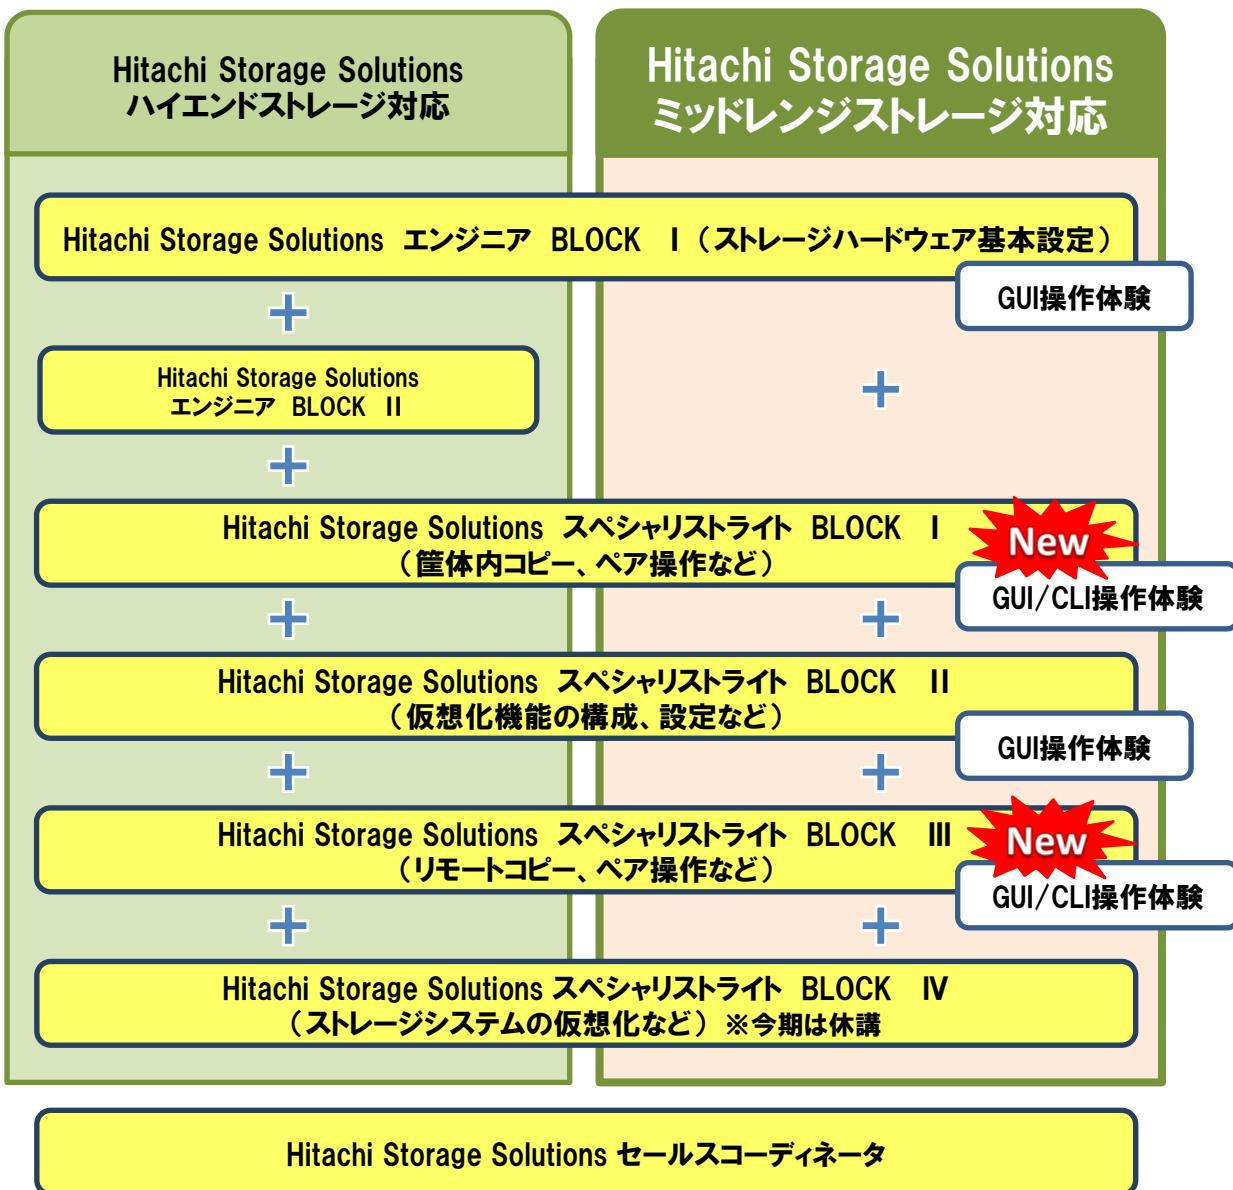 Hitachi Storage Solutions
ハイエンドストレージ対応
Hitachi Storage Solutions
ミッドレンジストレージ対応
Hitachi Storage Solutions エンジニア BLOCK Ⅰ（ストレージハードウェア基本設定）
GUI操作体験
+
Hitachi Storage Solutions
エンジニア BLOCK Ⅱ
+
+
Hitachi Storage Solutions スペシャリストライト BLOCK Ⅰ
（筐体内コピー、ペア操作など）
New
GUI/CLI操作体験
+
+
Hitachi Storage Solutions スペシャリストライト BLOCK Ⅱ
（仮想化機能の構成、設定など）
GUI操作体験
+
+
Hitachi Storage Solutions スペシャリストライト BLOCK Ⅲ
（リモートコピー、ペア操作など）
New
GUI/CLI操作体験
+
+
Hitachi Storage Solutions スペシャリストライト BLOCK Ⅳ
（ストレージシステムの仮想化など）※今期は休講
Hitachi Storage Solutions セールスコーディネータ